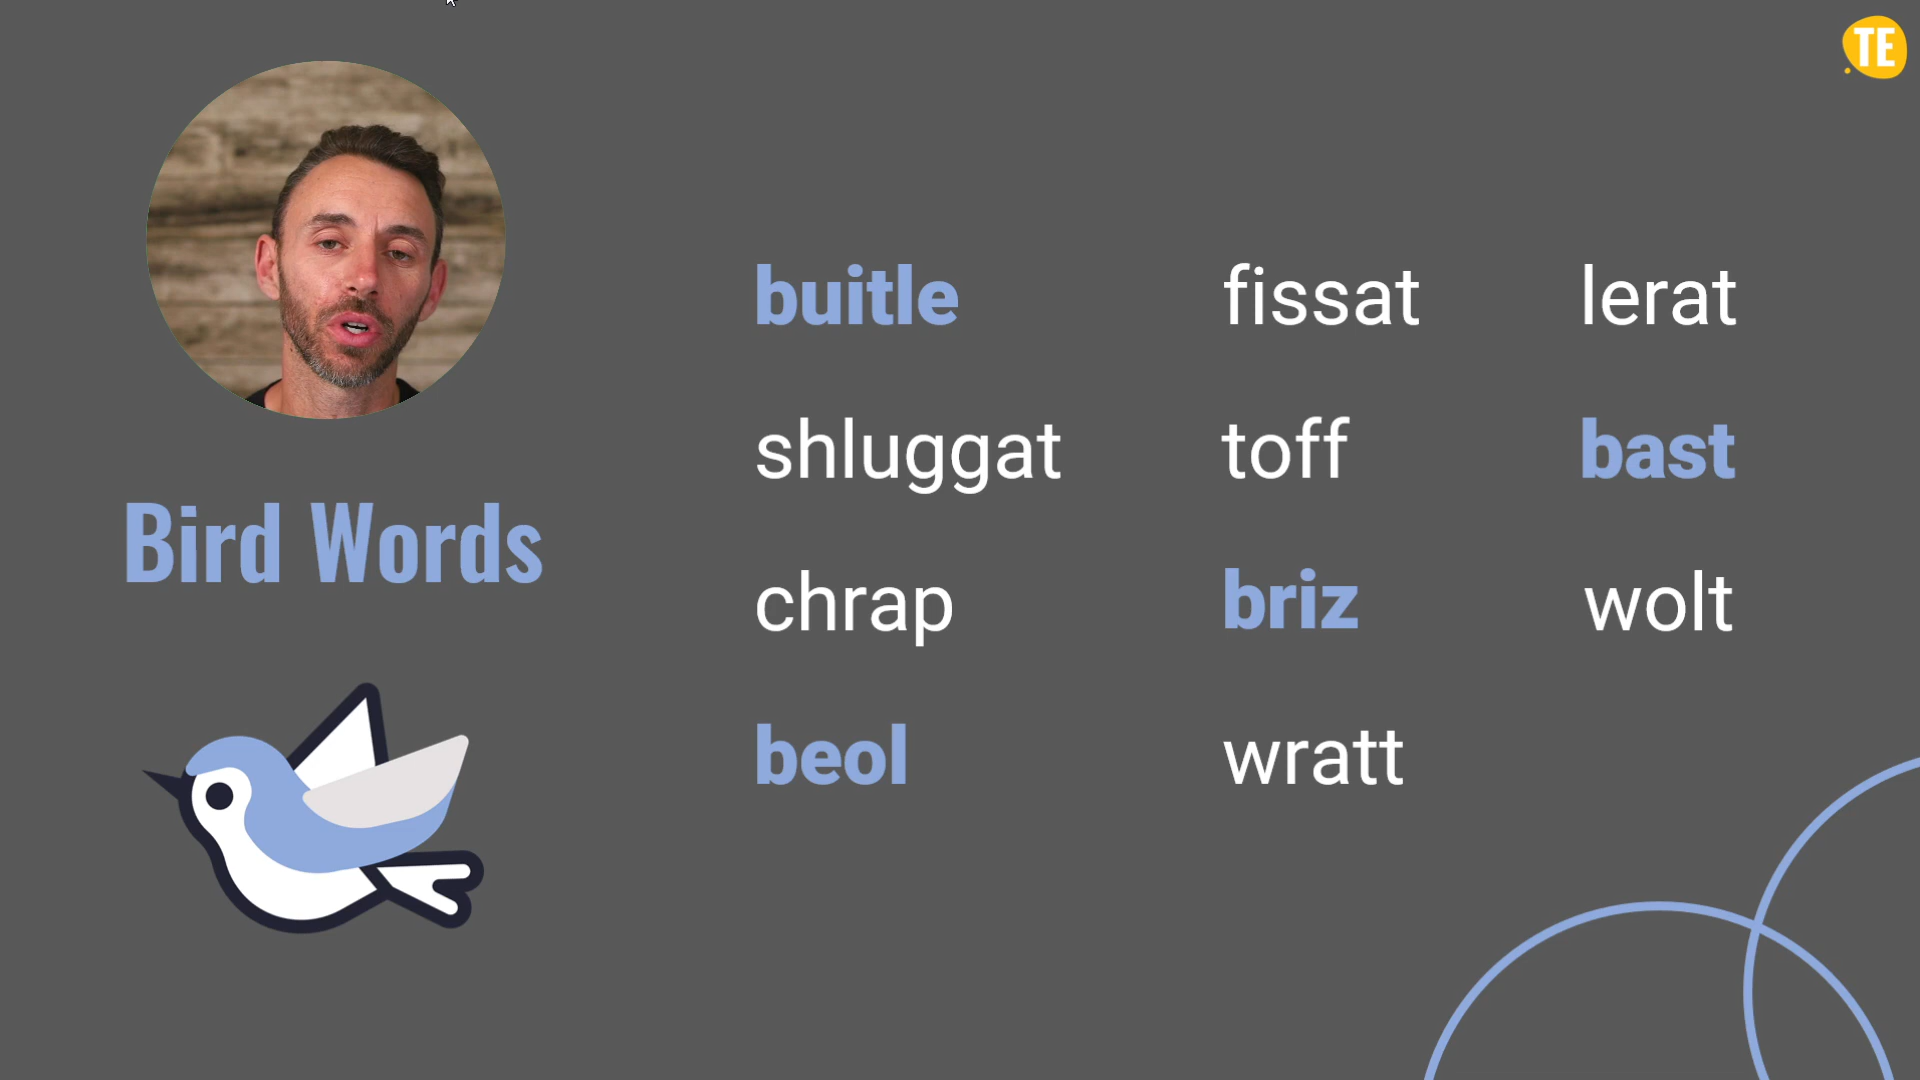 TE
Bird Words
buitle fissat lerat
shluggat toff bast
chrap briz wolt
beol wratt